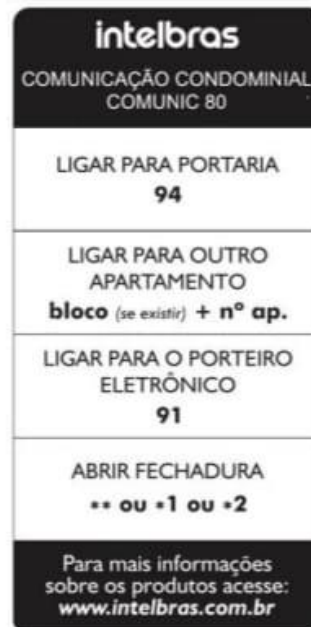 intelbras
COMUNICAÇÃO CONDOMINIAL
COMUNIC 80
LIGAR PARA PORTARIA
94
LIGAR PARA OUTRO
APARTAMENTO
bloco (se existir) + nº ap.
LIGAR PARA O PORTEIRO
ELETRÔNICO
91
ABRIR FECHADURA
** ou *1 ou *2
Para mais informações
sobre os produtos acesse:
www.intelbras.com.br